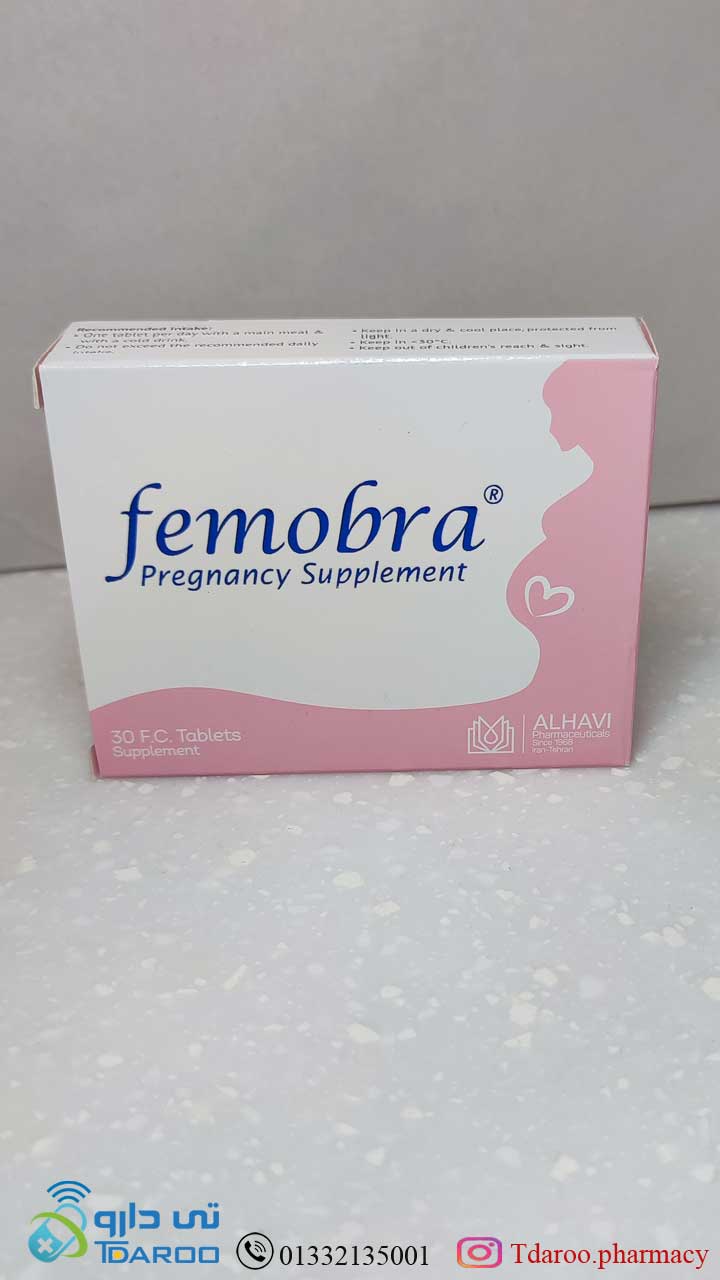 Recommended Intake:
• One tablet per day with a main meal &
with a cold drink.
• Do not exceed the recommended daily
intake.
• Keep in a dry & cool place, protected from
light.
• Keep in <30°C.
• Keep out of children's reach & sight.
femobra®
Pregnancy Supplement
30 F.C. Tablets
Supplement
ALHAVI
Pharmaceuticals
Since 1968
Iran-Tehran
تی دارو
TDAROO
01332135001
Tdaroo.pharmacy